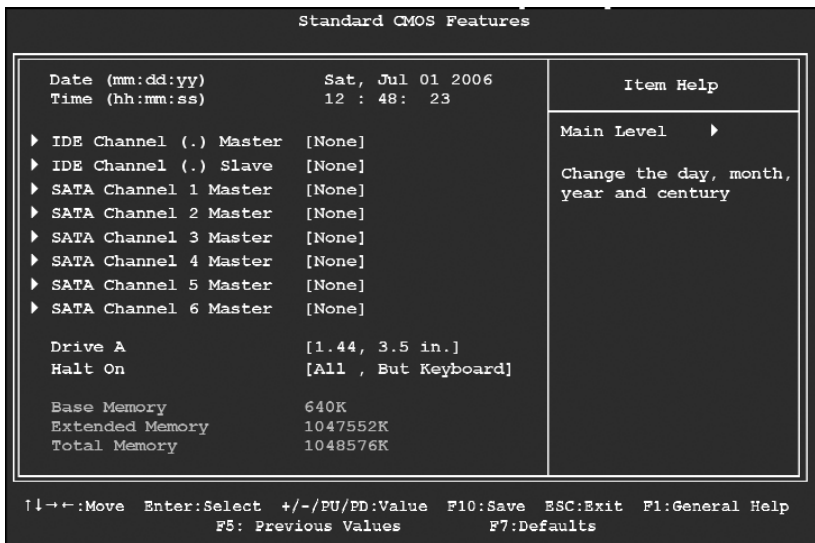 Standard CMOS Features
Date (mm:dd:yy) Sat, Jul 01 2006
Time (hh:mm:ss) 12 : 48: 23
IDE Channel (.) Master [None]
IDE Channel (.) Slave [None]
SATA Channel 1 Master [None]
SATA Channel 2 Master [None]
SATA Channel 3 Master [None]
SATA Channel 4 Master [None]
SATA Channel 5 Master [None]
SATA Channel 6 Master [None]
Drive A [1.44, 3.5 in.]
Halt On [All , But Keyboard]
Base Memory 640K
Extended Memory 1047552K
Total Memory 1048576K
Item Help
Main Level
Change the day, month,
year and century
↑↓→←:Move Enter:Select +/-/PU/PD:Value F10:Save ESC:Exit F1:General Help
F5: Previous Values F7:Defaults